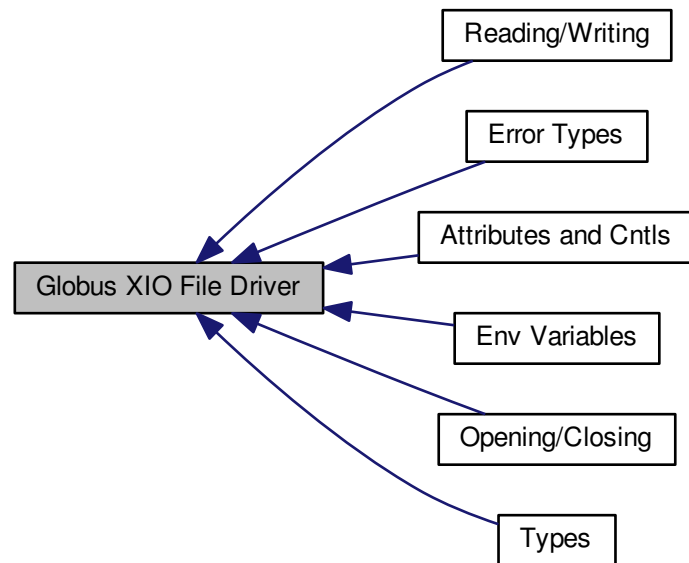 Reading/Writing
Error Types
Attributes and Cntls
Globus XIO File Driver
Env Variables
Opening/Closing
Types